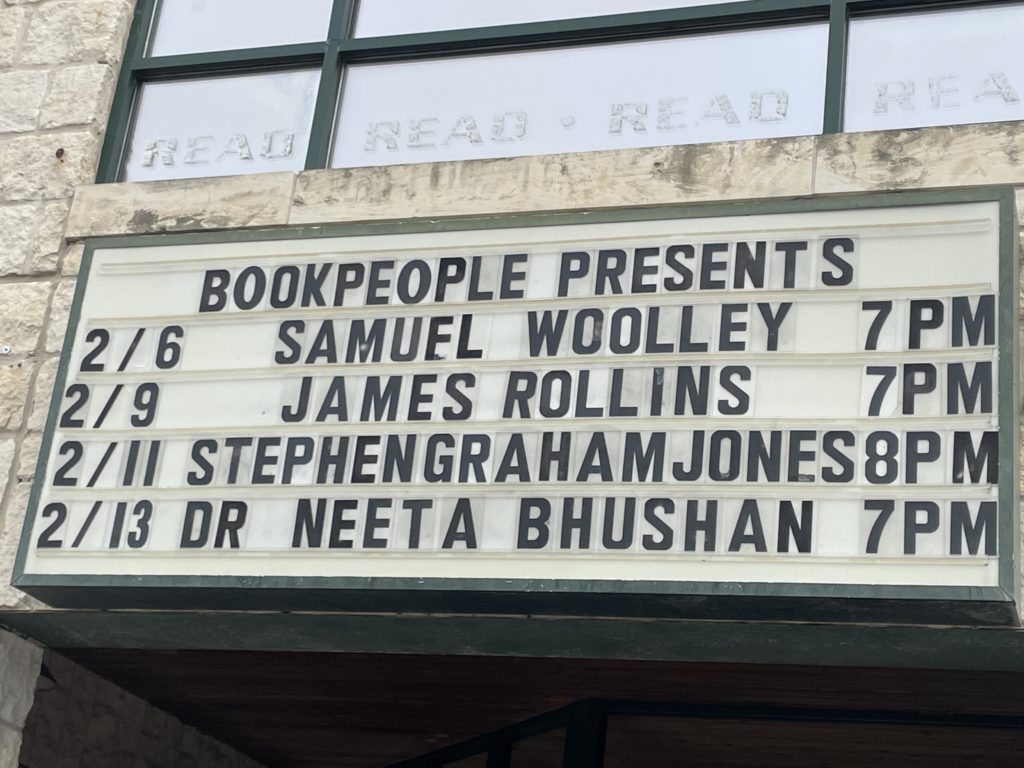 READ READ · READ READ
BOOKPEOPLE PRESENTS
2/6 SAMUEL WOOLLEY 7PM
2/9 JAMES ROLLINS 7PM
2/11 STEPHENGRAHAMJONES 8PM
2/13 DR NEETA BHUSHAN 7PM